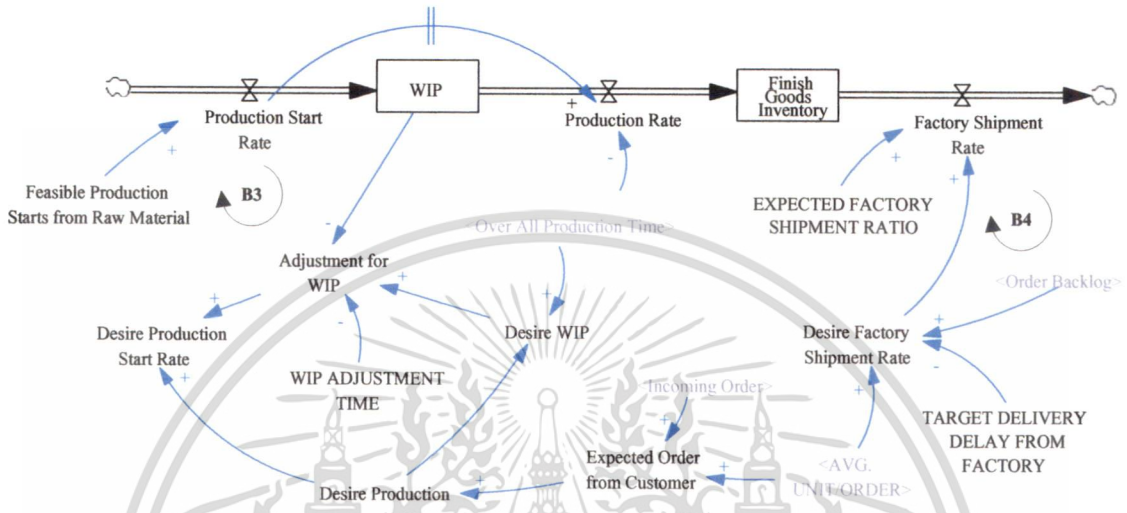 WIP
Finish
Goods
Inventory
Production Start
Rate
+
Production Rate
Factory Shipment
Rate
+
-
+
+
Feasible Production
Starts from Raw Material
B3
EXPECTED FACTORY
SHIPMENT RATIO
B4
-
<Over All Production Time>
Adjustment for
WIP
+
<Order Backlog>
+
+
+
Desire Production
Start Rate
-
Desire WIP
Desire Factory
Shipment Rate
-
WIP ADJUSTMENT
TIME
+
<Incoming Order>
+
+
TARGET DELIVERY
DELAY FROM
FACTORY
Expected Order
from Customer
+
<AVG.
UNIT/ORDER>
Desire Production
+